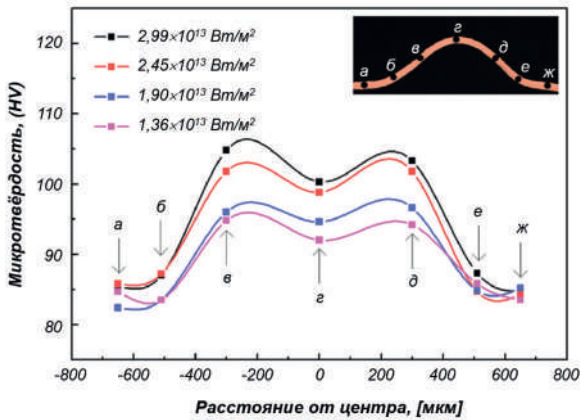 2,99×10¹³ Вт/м²
2,45×10¹³ Вт/м²
1,90×10¹³ Вт/м²
1,36×10¹³ Вт/м²
а б в г д е ж
Микротвёрдость, (HV)
120
110
100
90
80
а б в г д е ж
-800 -600 -400 -200 0 200 400 600 800
Расстояние от центра, [мкм]